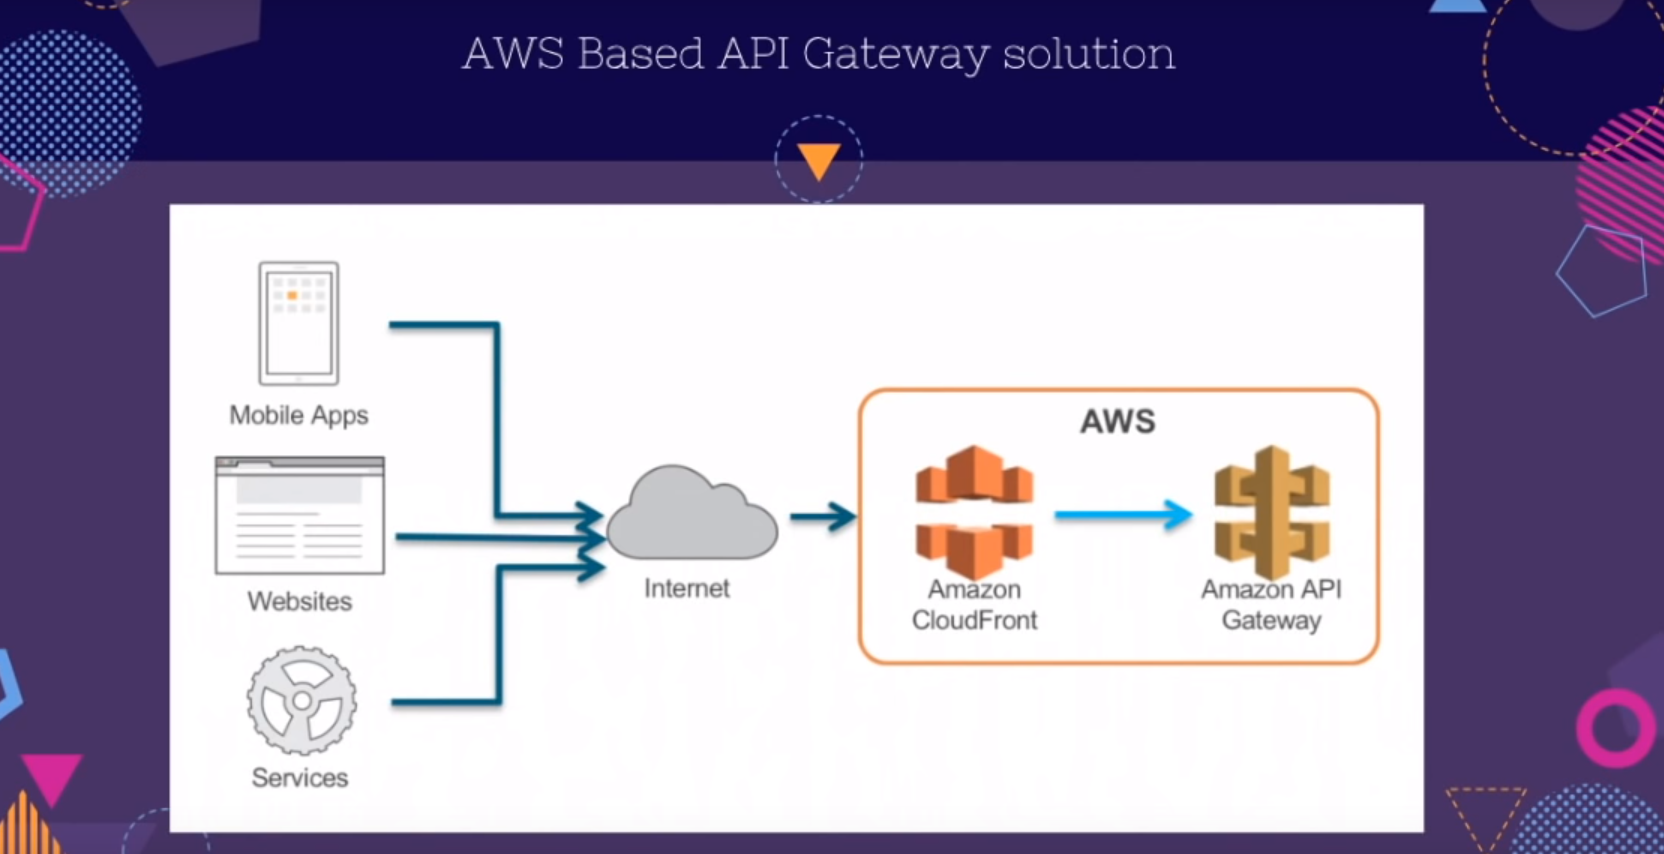 AWS Based API Gateway solution
Mobile Apps
Websites
Services
Internet
AWS
Amazon
CloudFront
Amazon API
Gateway